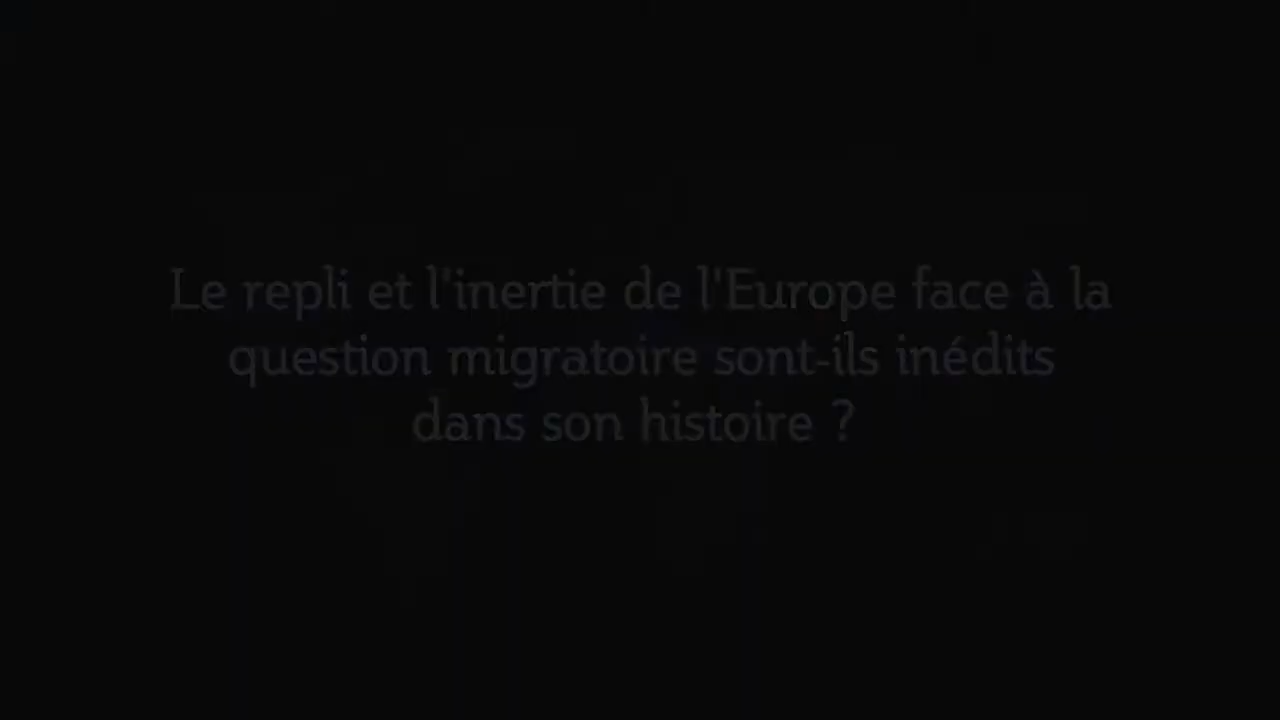 Le repli et l'inertie de l'Europe face à la
question migratoire sont-ils inédits
dans son histoire ?